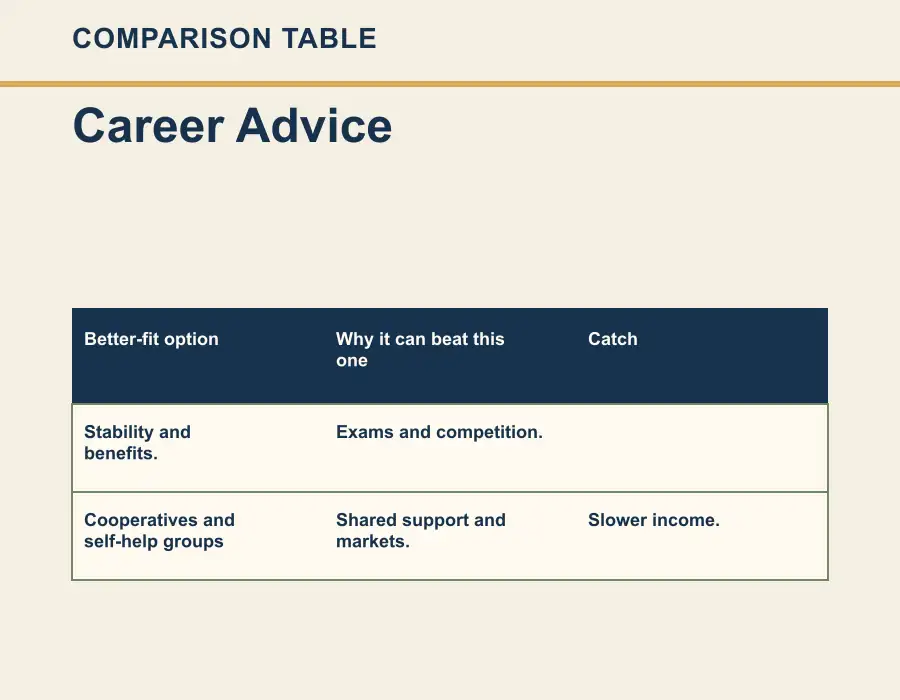 COMPARISON TABLE
Career Advice
Better-fit option
Why it can beat this
one
Catch
Stability and
benefits.
Exams and competition.
Cooperatives and
self-help groups
Shared support and
markets.
Slower income.